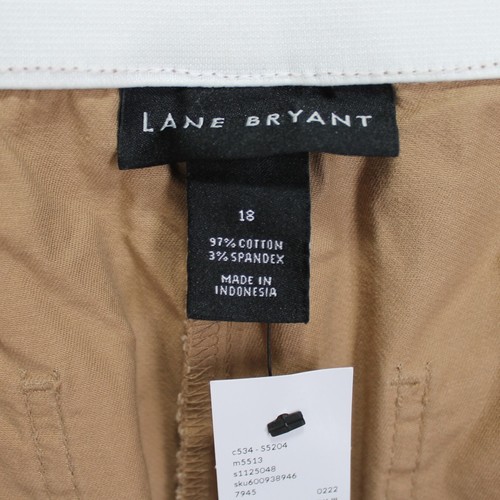 LANE BRYANT
18
97% COTTON
3% SPANDEX
MADE IN
INDONESIA
c534 - 55204
m5513
s1125048
sku600938946
7945 0222